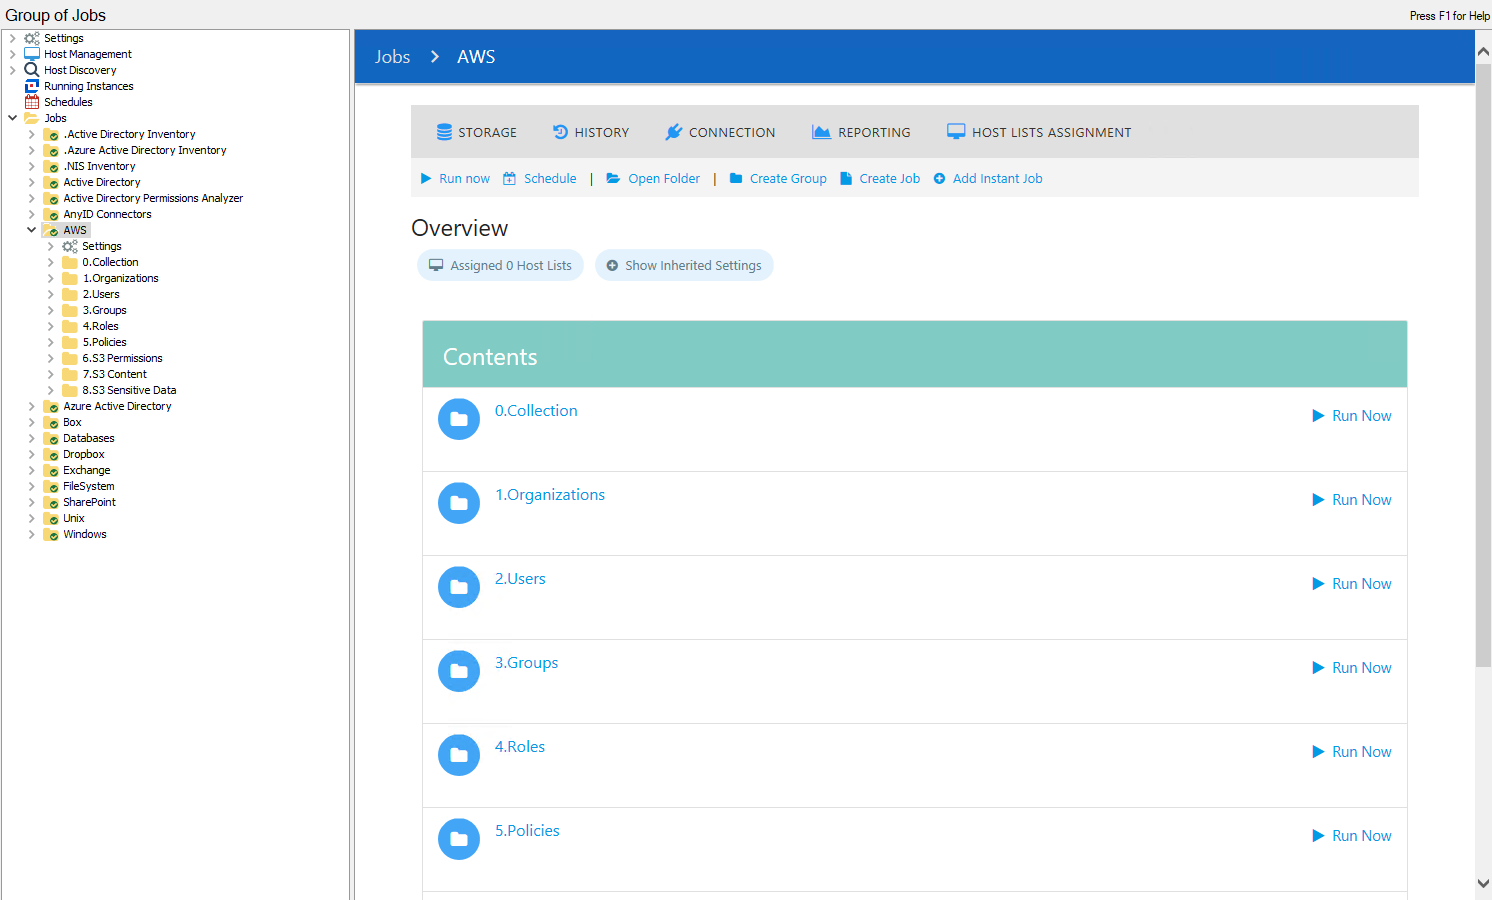 Group of Jobs
Press F1 for Help
Settings
Host Management
Host Discovery
Running Instances
Schedules
Jobs
.Active Directory Inventory
.Azure Active Directory Inventory
.NIS Inventory
Active Directory
Active Directory Permissions Analyzer
AnyID Connectors
AWS
Settings
0.Collection
1.Organizations
2.Users
3.Groups
4.Roles
5.Policies
6.S3 Permissions
7.S3 Content
8.S3 Sensitive Data
Azure Active Directory
Box
Databases
Dropbox
Exchange
FileSystem
SharePoint
Unix
Windows
Jobs > AWS
STORAGE HISTORY CONNECTION REPORTING HOST LISTS ASSIGNMENT
Run now Schedule | Open Folder | Create Group Create Job Add Instant Job
Overview
Assigned 0 Host Lists Show Inherited Settings
Contents
0.Collection Run Now
1.Organizations Run Now
2.Users Run Now
3.Groups Run Now
4.Roles Run Now
5.Policies Run Now